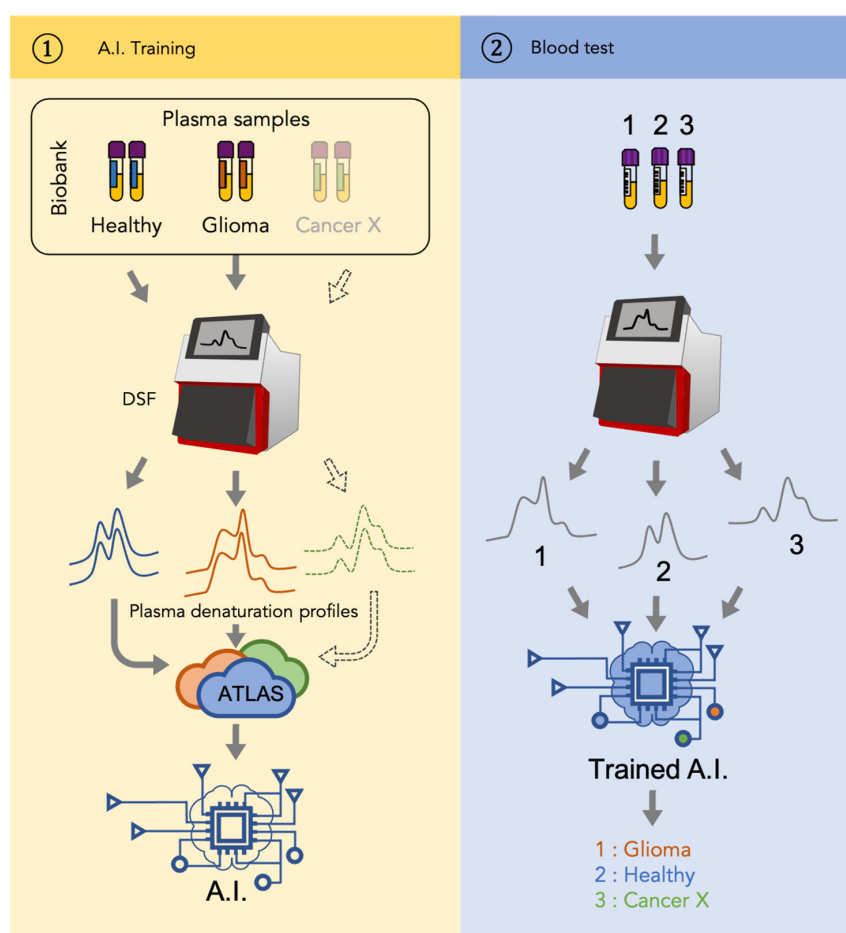 ① A.I. Training
Plasma samples
Biobank
Healthy
Glioma
Cancer X
DSF
Plasma denaturation profiles
ATLAS
A.I.
② Blood test
1 2 3
1
2
3
Trained A.I.
1 : Glioma
2 : Healthy
3 : Cancer X